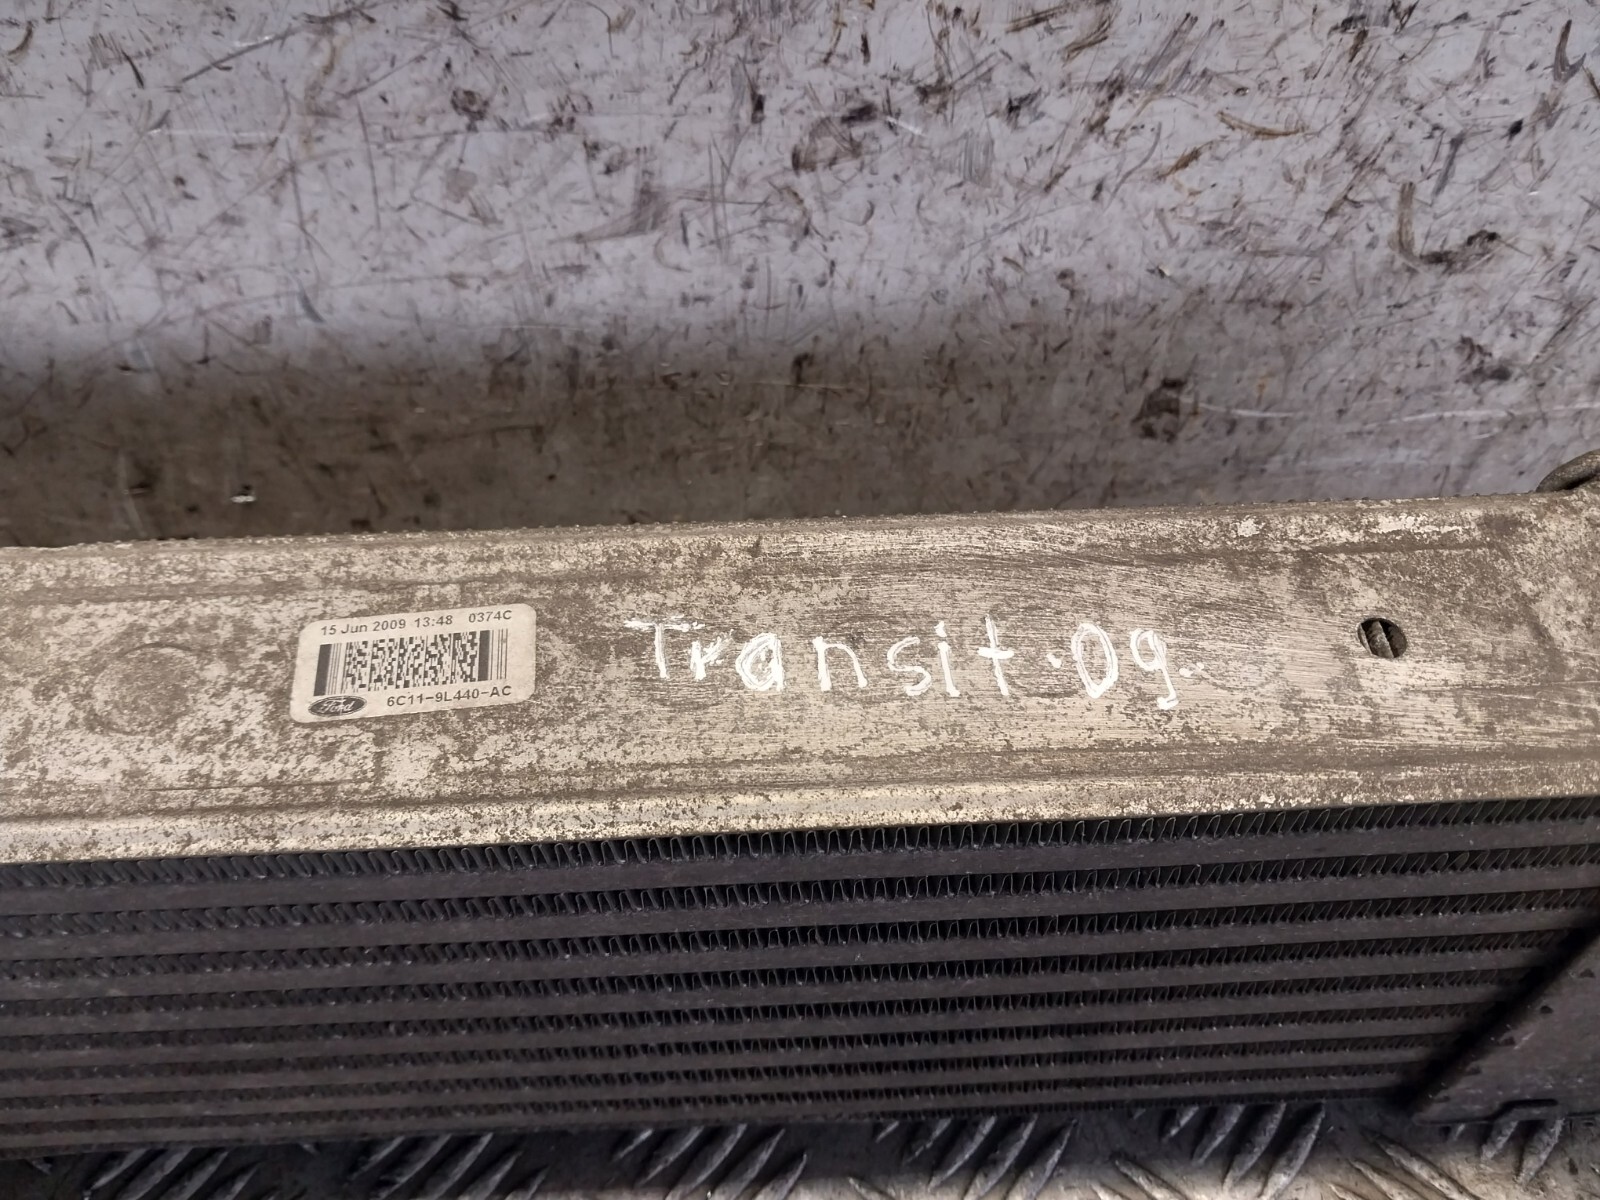 15 Jun 2009 13:48 0374C
Ford 6C11-9L440-AC
Transit.09.